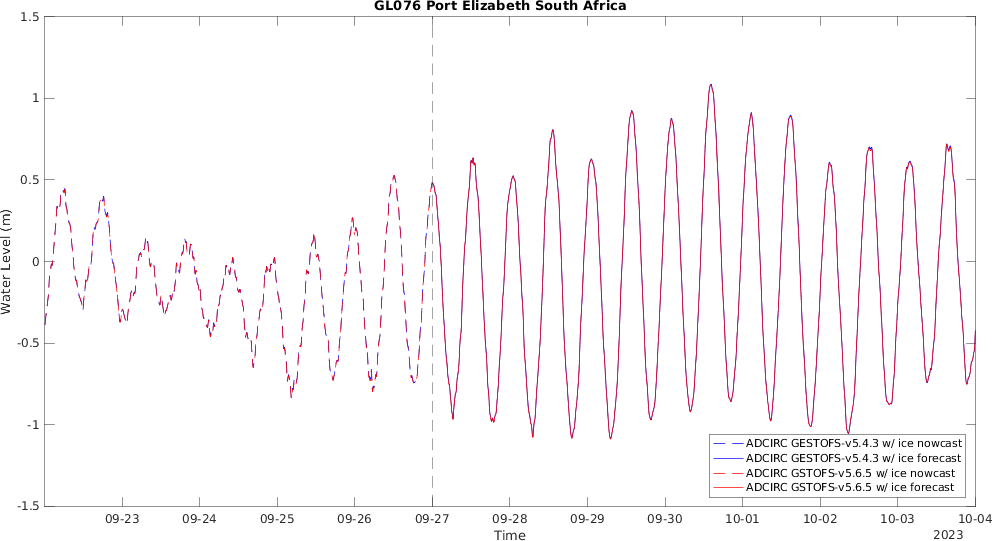 GL076 Port Elizabeth South Africa
1.5
1
0.5
0
-0.5
-1
-1.5
Water Level (m)
ADCIRC GESTOFS-v5.4.3 w/ ice nowcast
ADCIRC GESTOFS-v5.4.3 w/ ice forecast
ADCIRC GSTOFS-v5.6.5 w/ ice nowcast
ADCIRC GSTOFS-v5.6.5 w/ ice forecast
09-23 09-24 09-25 09-26 09-27 09-28 09-29 09-30 10-01 10-02 10-03 10-04
Time
2023